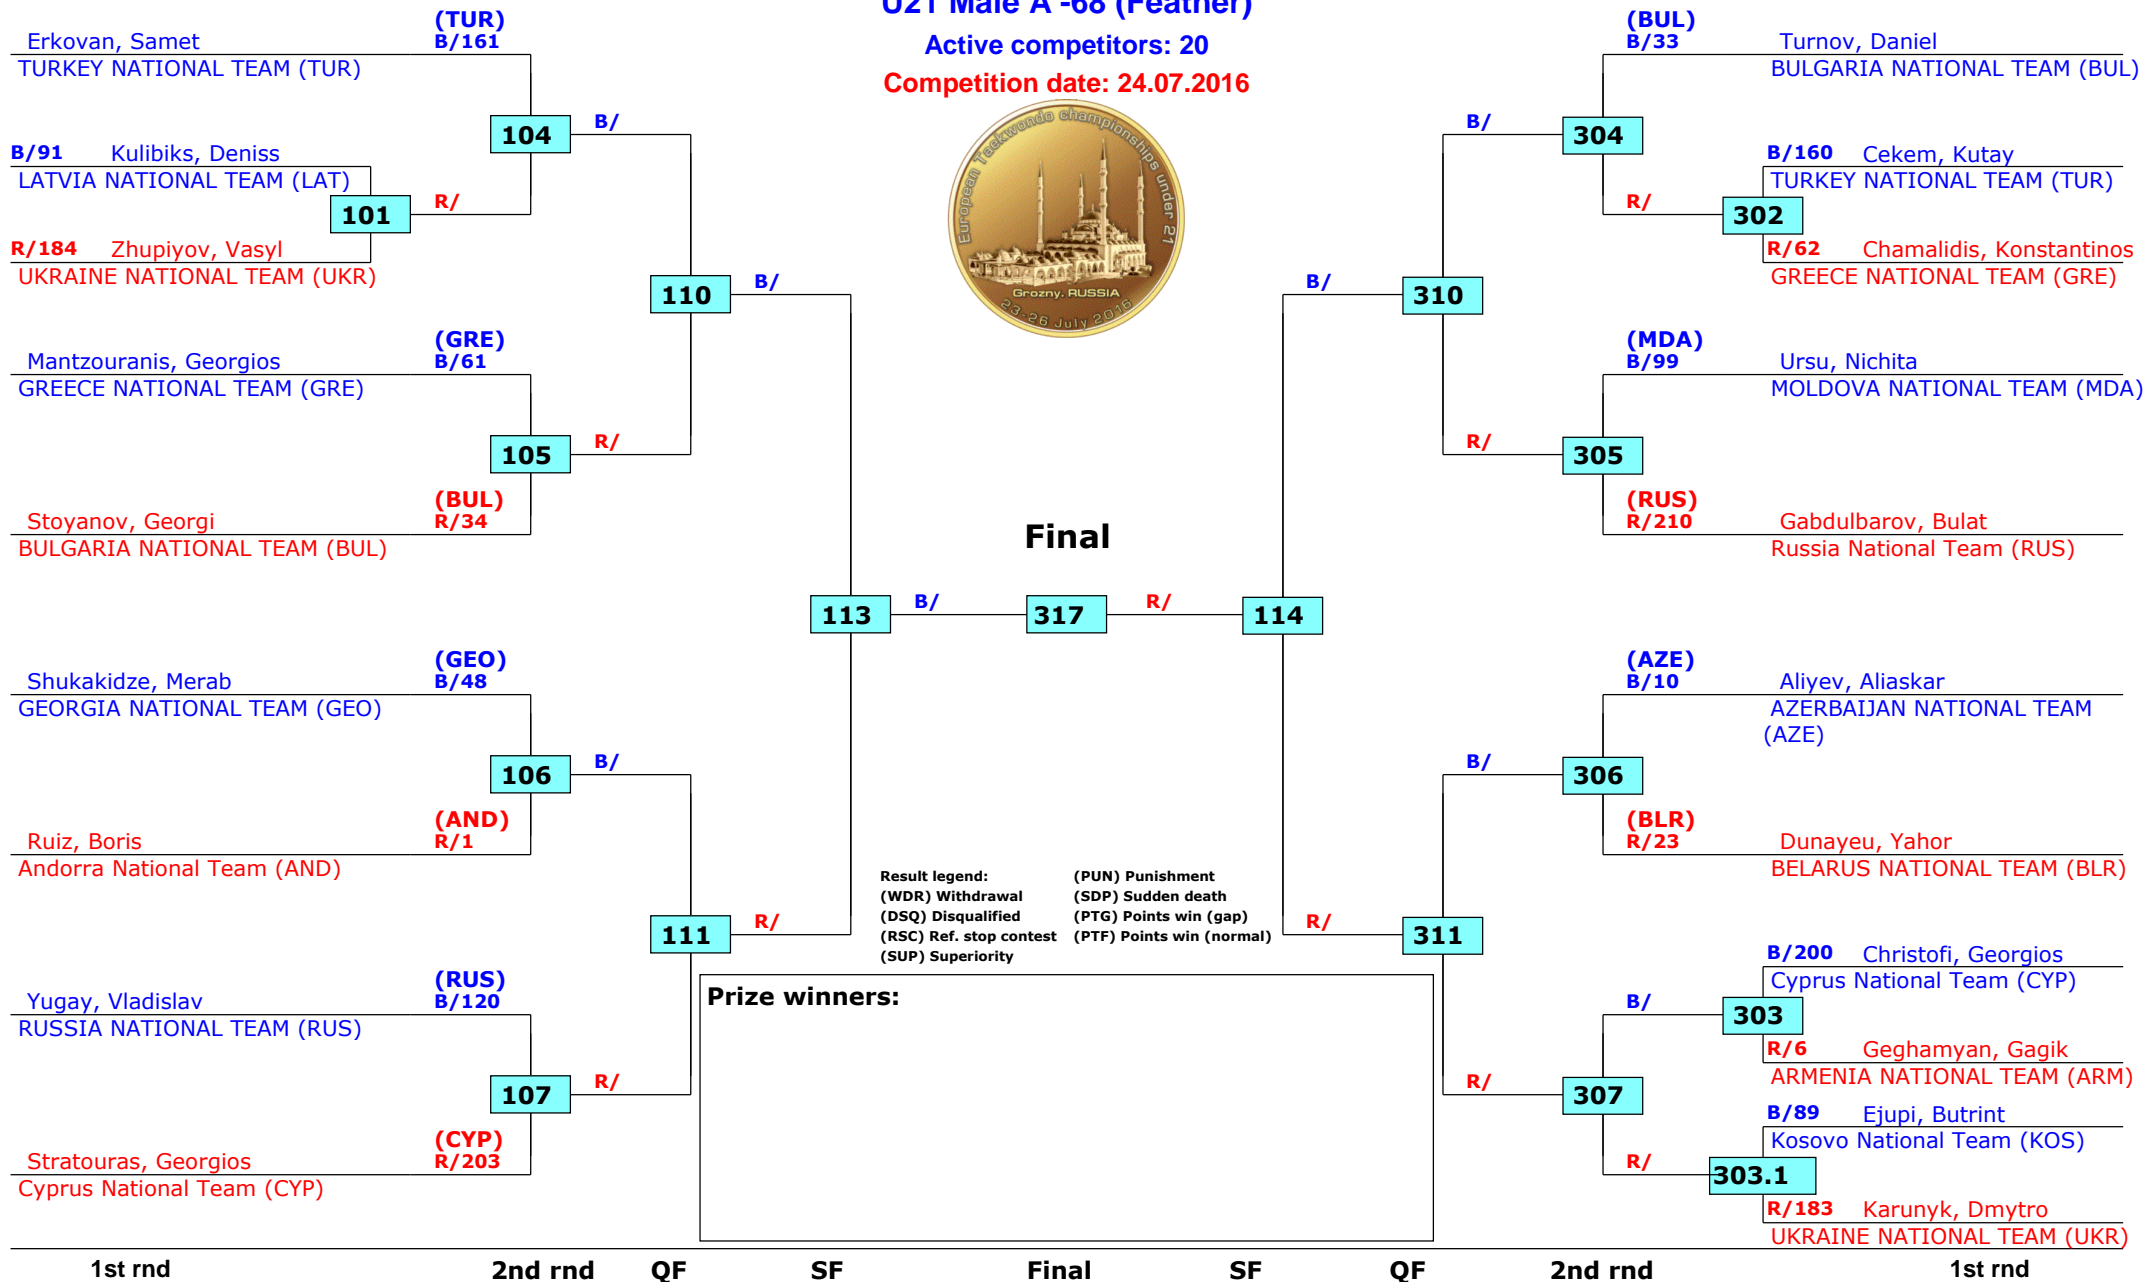 U21 Male A -68 (Feather)
Active competitors: 20
Competition date: 24.07.2016
European Taekwondo championships under 21
Grozny, RUSSIA
23-26 July 2016
(TUR)
Erkovan, Samet B/161
TURKEY NATIONAL TEAM (TUR)
104
B/
B/91 Kulibiks, Deniss
LATVIA NATIONAL TEAM (LAT)
101
R/
R/184 Zhupiyov, Vasyl
UKRAINE NATIONAL TEAM (UKR)
110
B/
(GRE)
Mantzouranis, Georgios B/61
GREECE NATIONAL TEAM (GRE)
105
R/
(BUL)
Stoyanov, Georgi R/34
BULGARIA NATIONAL TEAM (BUL)
113
B/
(GEO)
Shukakidze, Merab B/48
GEORGIA NATIONAL TEAM (GEO)
106
B/
(AND)
Ruiz, Boris R/1
Andorra National Team (AND)
111
R/
(RUS)
Yugay, Vladislav B/120
RUSSIA NATIONAL TEAM (RUS)
107
R/
(CYP)
Stratouras, Georgios R/203
Cyprus National Team (CYP)
Final
317
R/
114
(BUL)
B/33 Turnov, Daniel
BULGARIA NATIONAL TEAM (BUL)
B/
304
B/160 Cekem, Kutay
TURKEY NATIONAL TEAM (TUR)
R/
302
R/62 Chamalidis, Konstantinos
GREECE NATIONAL TEAM (GRE)
B/
310
(MDA)
B/99 Ursu, Nichita
MOLDOVA NATIONAL TEAM (MDA)
R/
305
(RUS)
R/210 Gabdulbarov, Bulat
Russia National Team (RUS)
(AZE)
B/10 Aliyev, Aliaskar
AZERBAIJAN NATIONAL TEAM
(AZE)
B/
306
(BLR)
R/23 Dunayeu, Yahor
BELARUS NATIONAL TEAM (BLR)
R/
311
B/200 Christofi, Georgios
Cyprus National Team (CYP)
B/
303
R/6 Geghamyan, Gagik
ARMENIA NATIONAL TEAM (ARM)
R/
307
B/89 Ejupi, Butrint
Kosovo National Team (KOS)
R/
303.1
R/183 Karunyk, Dmytro
UKRAINE NATIONAL TEAM (UKR)
Result legend: (PUN) Punishment
(WDR) Withdrawal (SDP) Sudden death
(DSQ) Disqualified (PTG) Points win (gap)
(RSC) Ref. stop contest (PTF) Points win (normal)
(SUP) Superiority
Prize winners:
1st rnd 2nd rnd QF SF Final SF QF 2nd rnd 1st rnd